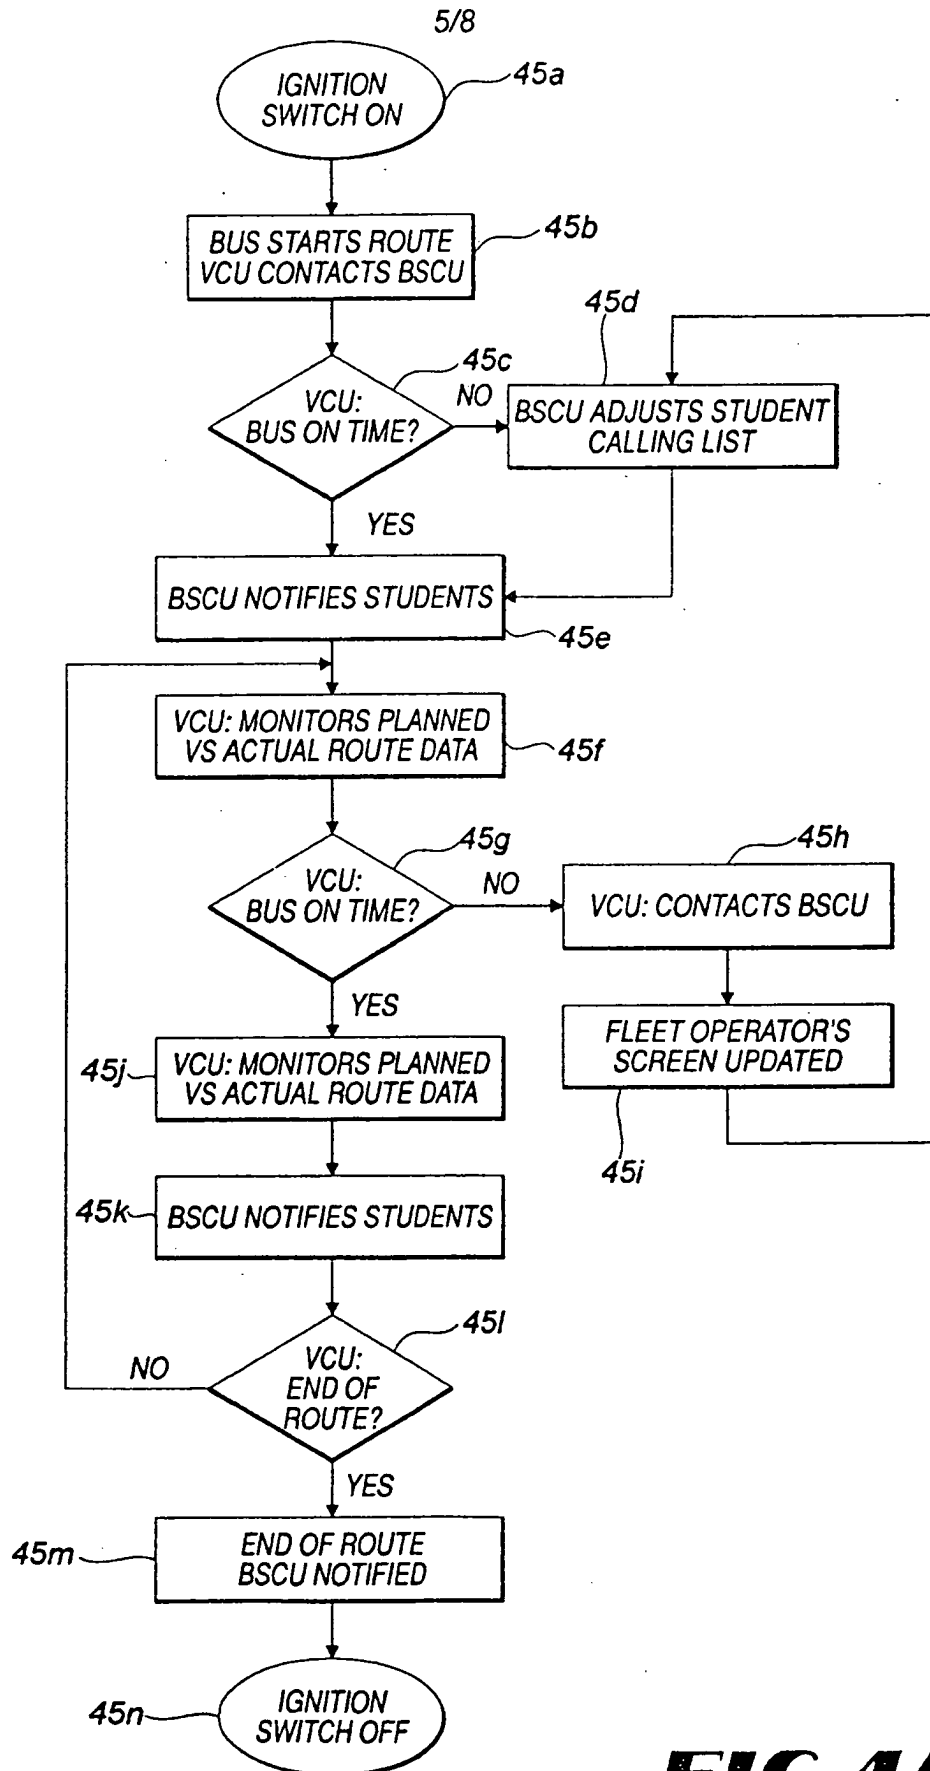 5/8
IGNITION
SWITCH ON
45a
BUS STARTS ROUTE
VCU CONTACTS BSCU
45b
45d
VCU:
BUS ON TIME?
45c
NO
BSCU ADJUSTS STUDENT
CALLING LIST
YES
BSCU NOTIFIES STUDENTS
45e
VCU: MONITORS PLANNED
VS ACTUAL ROUTE DATA
45f
VCU:
BUS ON TIME?
45g
NO
45h
VCU: CONTACTS BSCU
YES
FLEET OPERATOR'S
SCREEN UPDATED
45i
45j
VCU: MONITORS PLANNED
VS ACTUAL ROUTE DATA
45k
BSCU NOTIFIES STUDENTS
45l
VCU:
END OF
ROUTE?
NO
YES
45m
END OF ROUTE
BSCU NOTIFIED
45n
IGNITION
SWITCH OFF